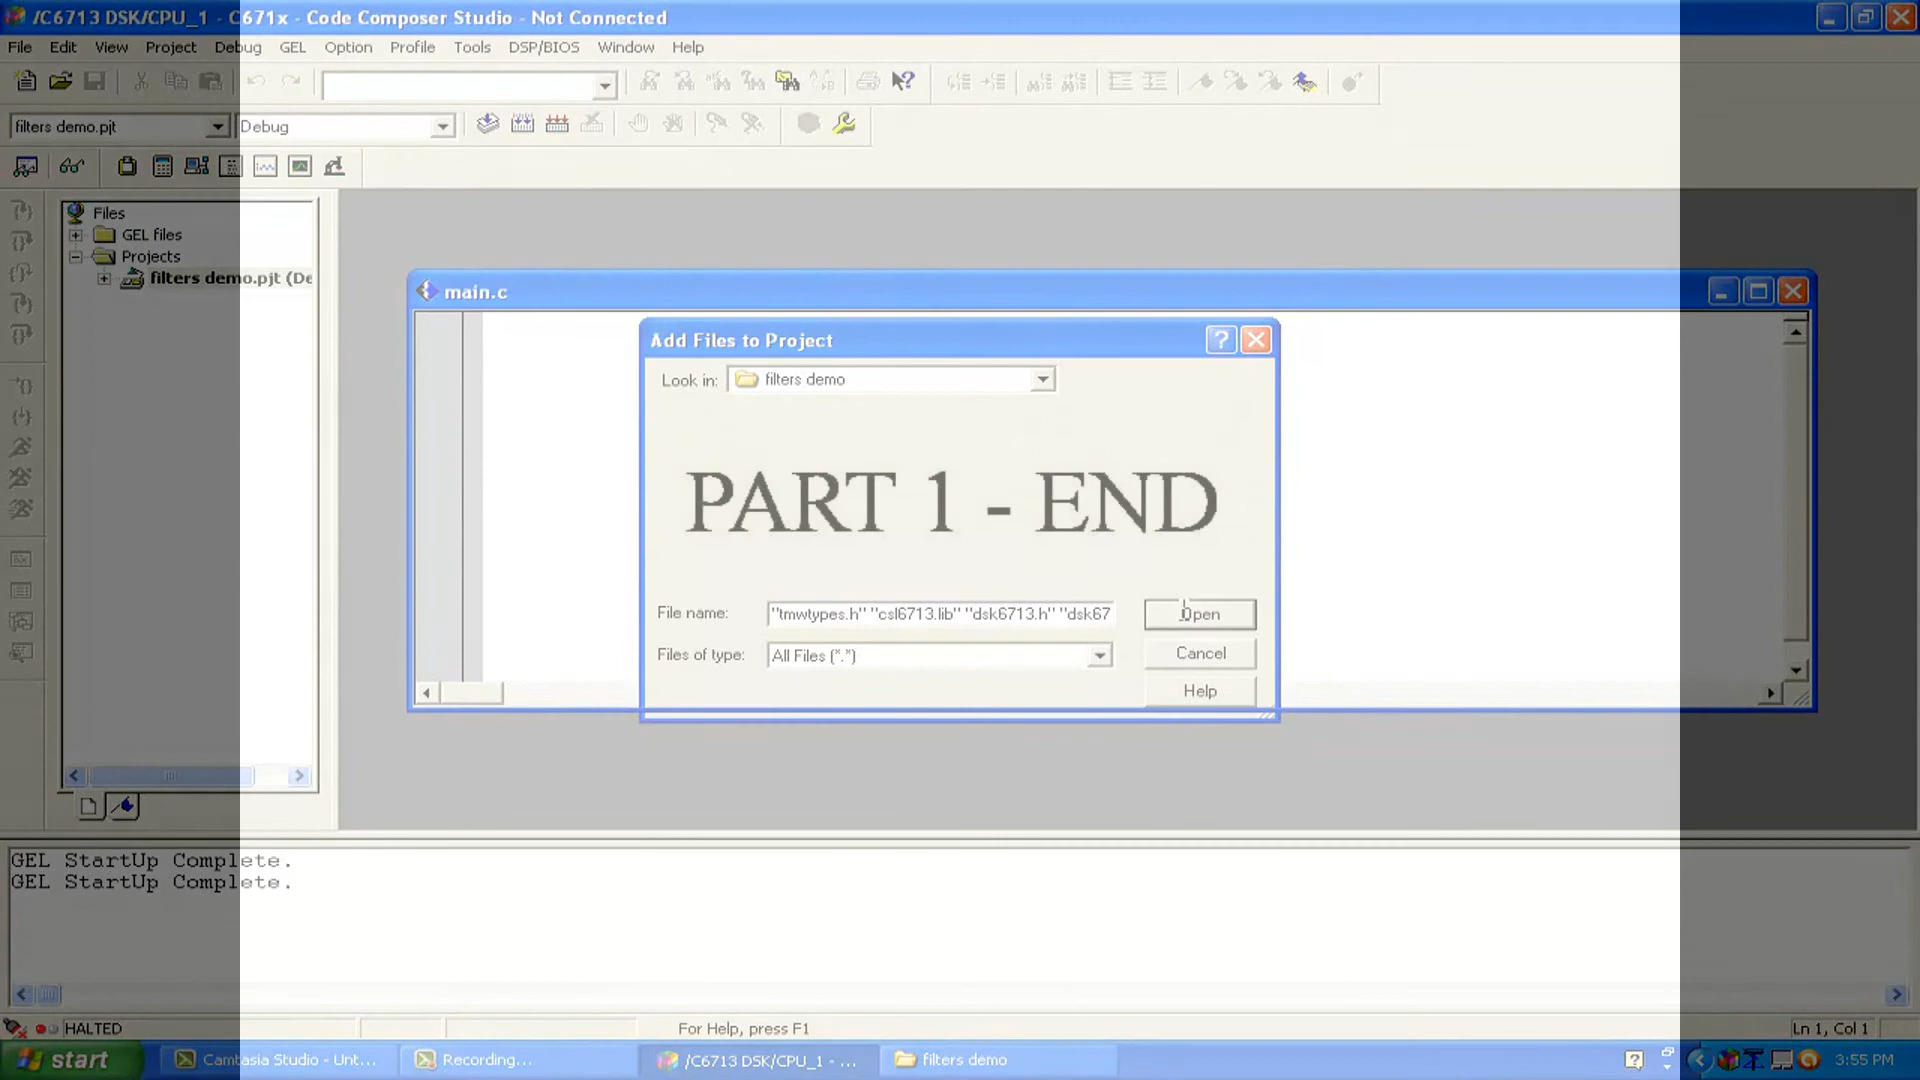 /C6713 DSK/CPU_1 - C671x - Code Composer Studio - Not Connected
File Edit View Project Debug GEL Option Profile Tools DSP/BIOS Window Help
filters demo.pjt Debug
Files
GEL files
Projects
filters demo.pjt (De
main.c
Add Files to Project
Look in: filters demo
PART 1 - END
File name: "tmwtypes.h" "csl6713.lib" "dsk6713.h" "dsk67 Open
Files of type: All Files (*.*) Cancel
Help
GEL StartUp Complete.
GEL StartUp Complete.
HALTED For Help, press F1 Ln 1, Col 1
start Camtasia Studio - Unt... Recording... /C6713 DSK/CPU_1 - ... filters demo 3:55 PM